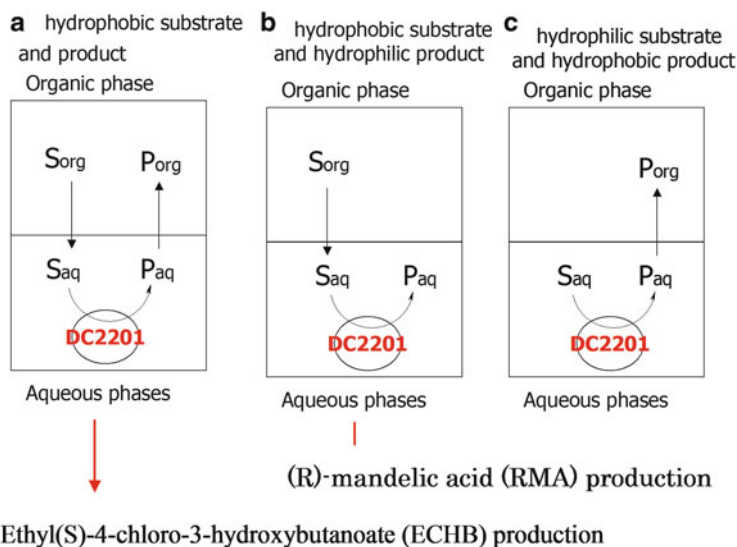 a hydrophobic substrate
and product
Organic phase
Sorg Porg
Saq Paq
DC2201
Aqueous phases
b hydrophobic substrate
and hydrophilic product
Organic phase
Sorg
Saq Paq
DC2201
Aqueous phases
c hydrophilic substrate
and hydrophobic product
Organic phase
Porg
Saq Paq
DC2201
Aqueous phases
(R)-mandelic acid (RMA) production
Ethyl(S)-4-chloro-3-hydroxybutanoate (ECHB) production